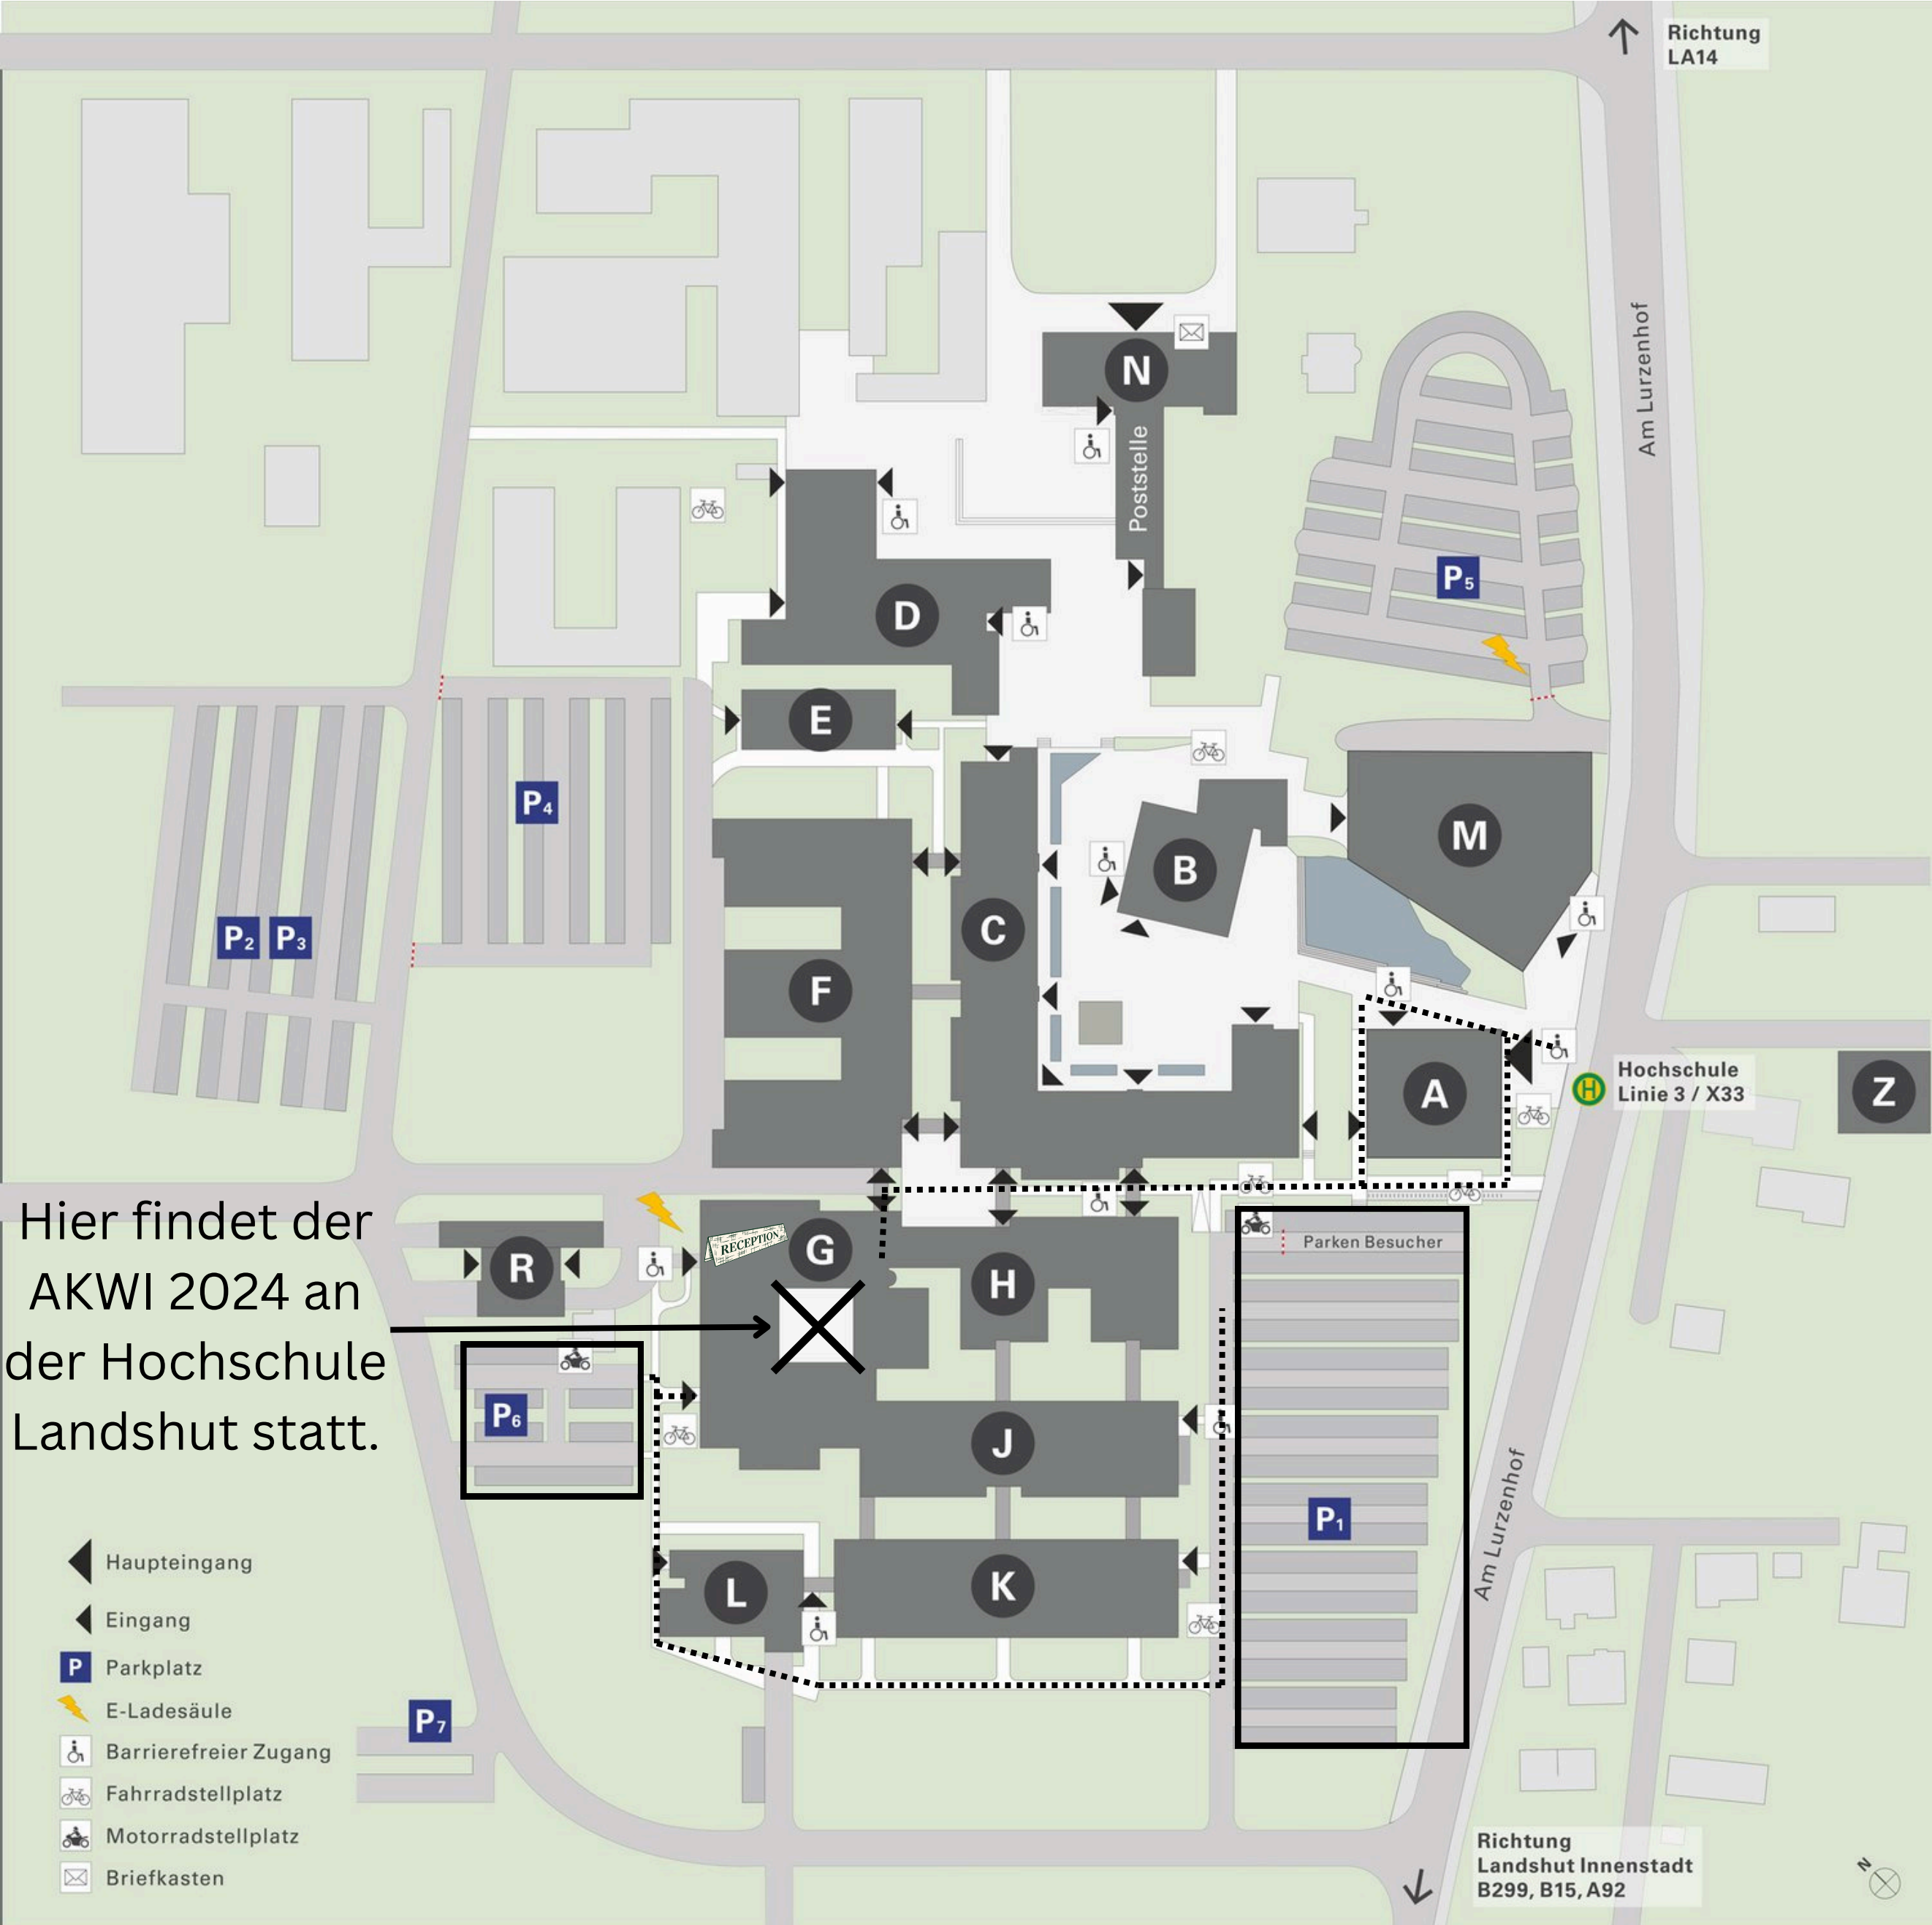 Richtung
LA14
Am Lurzenhof
N
Poststelle
P5
D
E
P4
M
B
P2
P3
C
F
A
H
Hochschule
Linie 3 / X33
Z
Hier findet der
AKWI 2024 an
der Hochschule
Landshut statt.
RECEPTION
G
R
H
Parken Besucher
P6
J
P1
Am Lurzenhof
L
K
P7
Haupteingang
Eingang
P Parkplatz
E-Ladesäule
Barrierefreier Zugang
Fahrradstellplatz
Motorradstellplatz
Briefkasten
Richtung
Landshut Innenstadt
B299, B15, A92
N